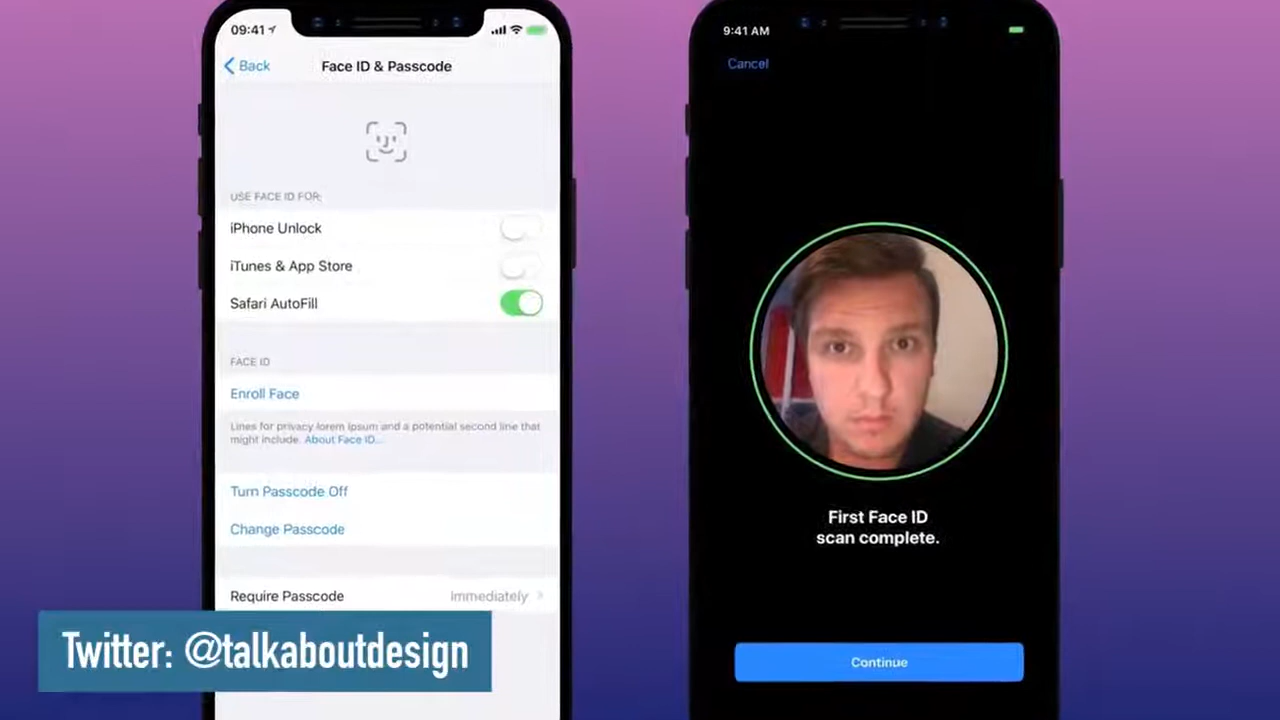 09:41
Back
Face ID & Passcode
USE FACE ID FOR:
iPhone Unlock
iTunes & App Store
Safari AutoFill
FACE ID
Enroll Face
Lines for privacy lorem ipsum and a potential second line that
might include. About Face ID...
Turn Passcode Off
Change Passcode
Require Passcode Immediately
Twitter: @talkaboutdesign
9:41 AM
Cancel
First Face ID
scan complete.
Continue